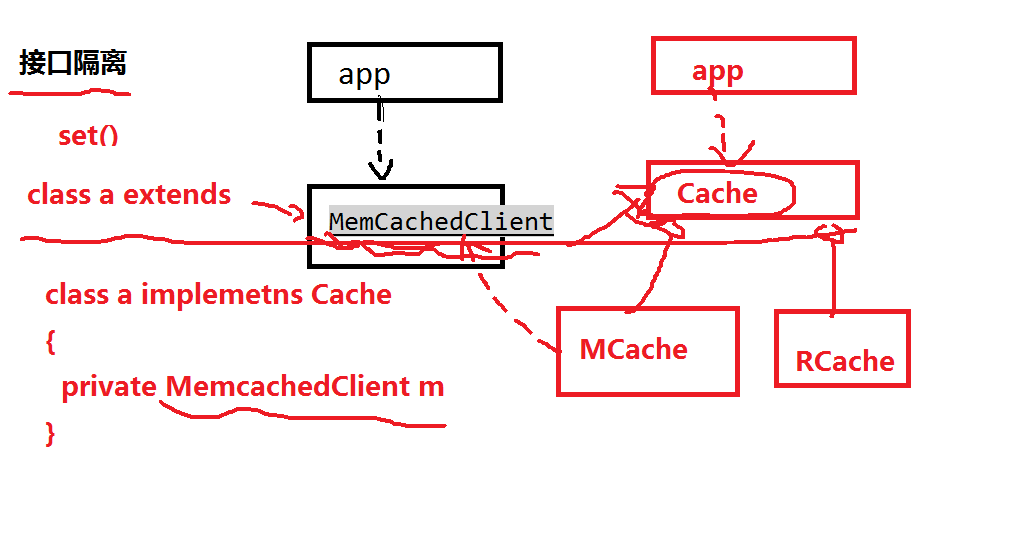 接口隔离
set()
class a extends
class a implemetns Cache
{
private MemcachedClient m
}
app
MemCachedClient
app
Cache
MCache
RCache